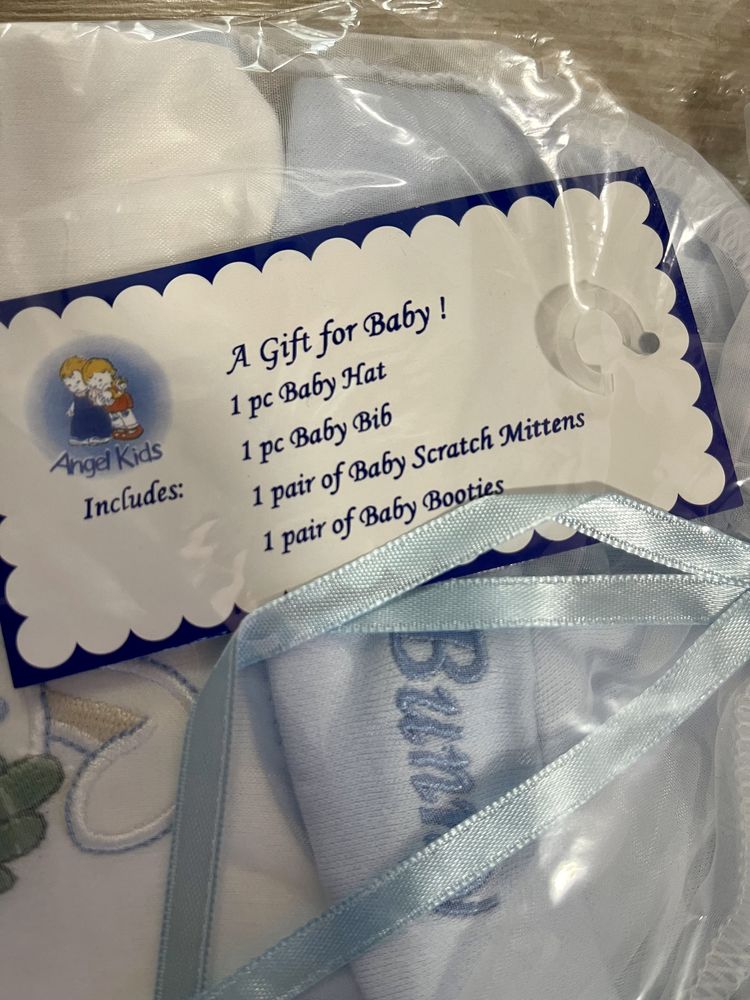 A Gift for Baby !
1 pc Baby Hat
1 pc Baby Bib
Angel Kids
Includes:
1 pair of Baby Scratch Mittens
1 pair of Baby Booties